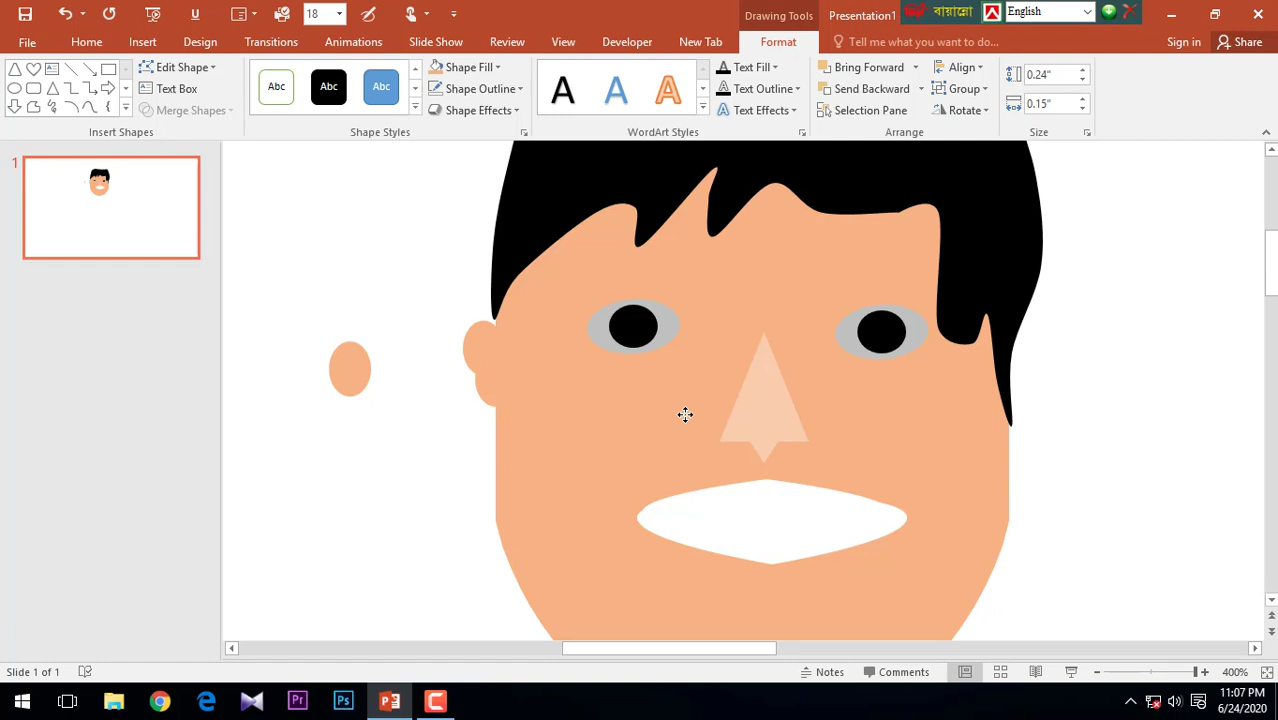 18
Drawing Tools
Presentation1
বায়ান্নো
English
File
Home
Insert
Design
Transitions
Animations
Slide Show
Review
View
Developer
New Tab
Format
Tell me what you want to do...
Sign in
Share
Edit Shape
Text Box
Merge Shapes
Insert Shapes
Abc
Abc
Abc
Shape Fill
Shape Outline
Shape Effects
Shape Styles
A
A
A
Text Fill
Text Outline
Text Effects
WordArt Styles
Bring Forward
Send Backward
Selection Pane
Align
Group
Rotate
Arrange
0.24"
0.15"
Size
1
Slide 1 of 1
Notes
Comments
400%
Pr
Ps
11:07 PM
6/24/2020